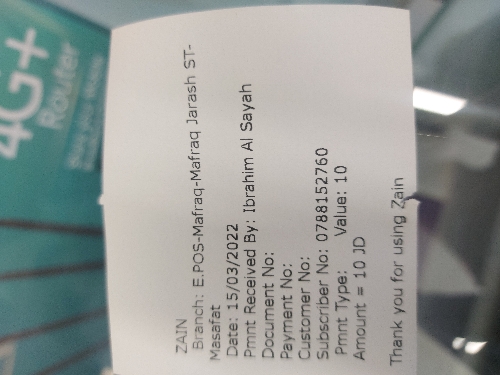 4G+
Router
ZAIN
Branch: E.POS-Mafraq-Mafraq Jarash ST-
Masafat
Date: 15/03/2022
Pmnt Received By: Ibrahim Al Sayah
Document No:
Payment No:
Customer No:
Subscriber No: 0788152760
Pmnt Type: Value: 10
Amount = 10 JD
Thank you for using Zain